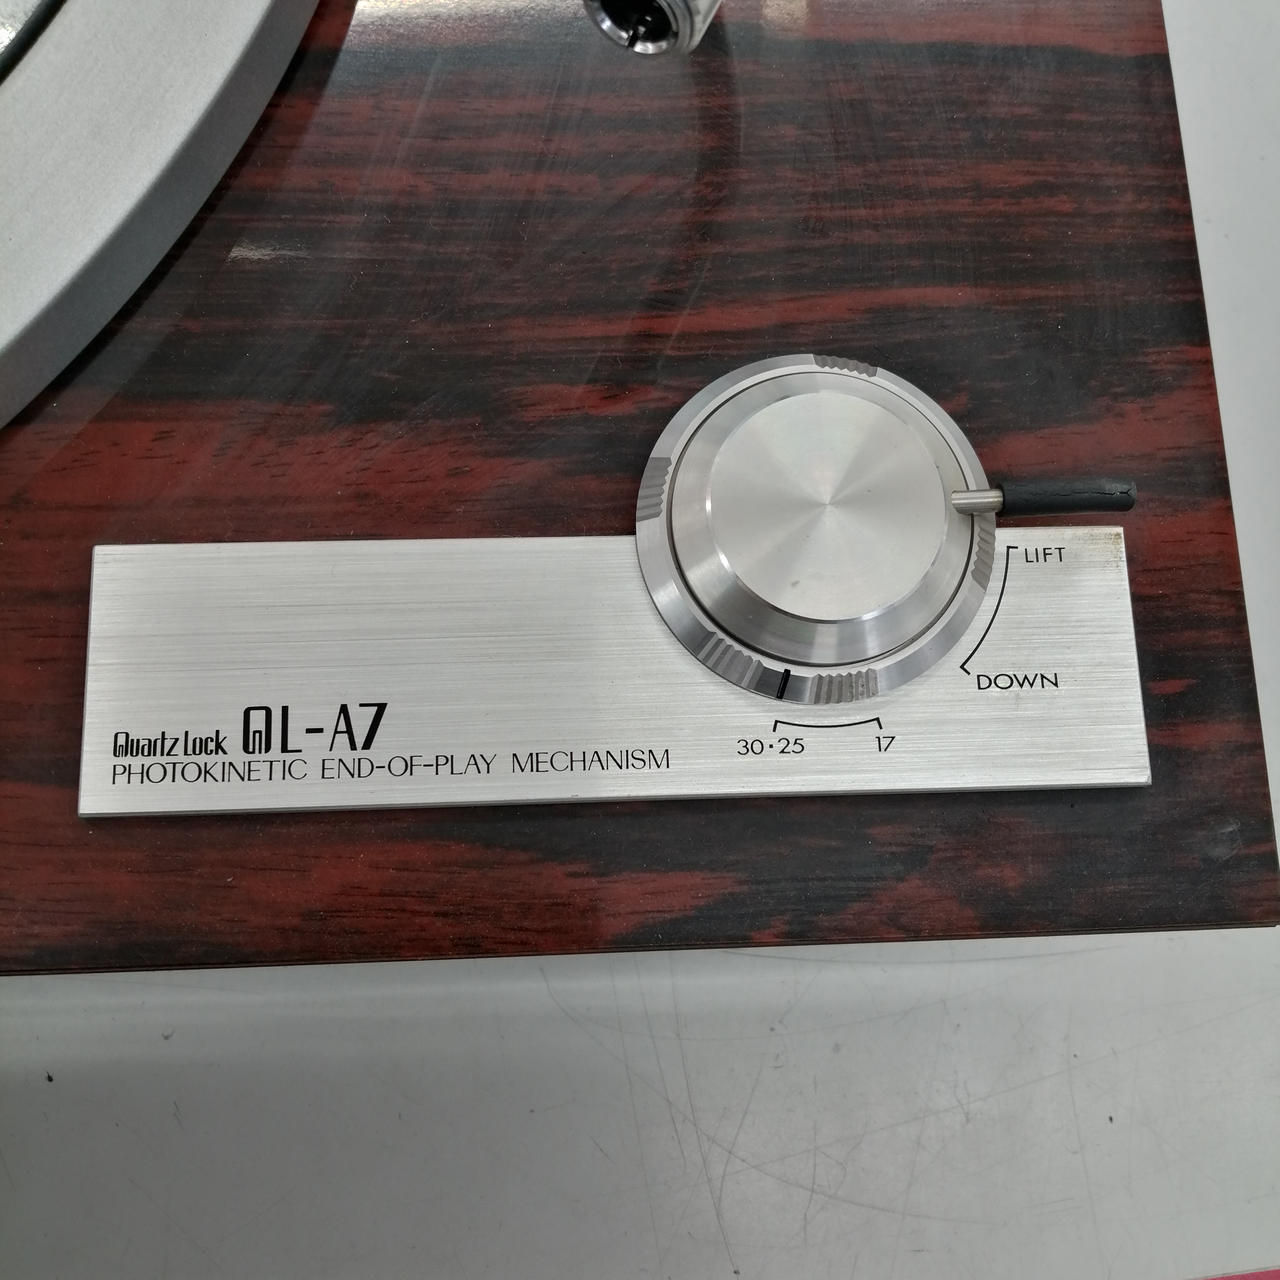 LIFT
DOWN
Quartz Lock QL-A7
PHOTOKINETIC END-OF-PLAY MECHANISM
30·25 17